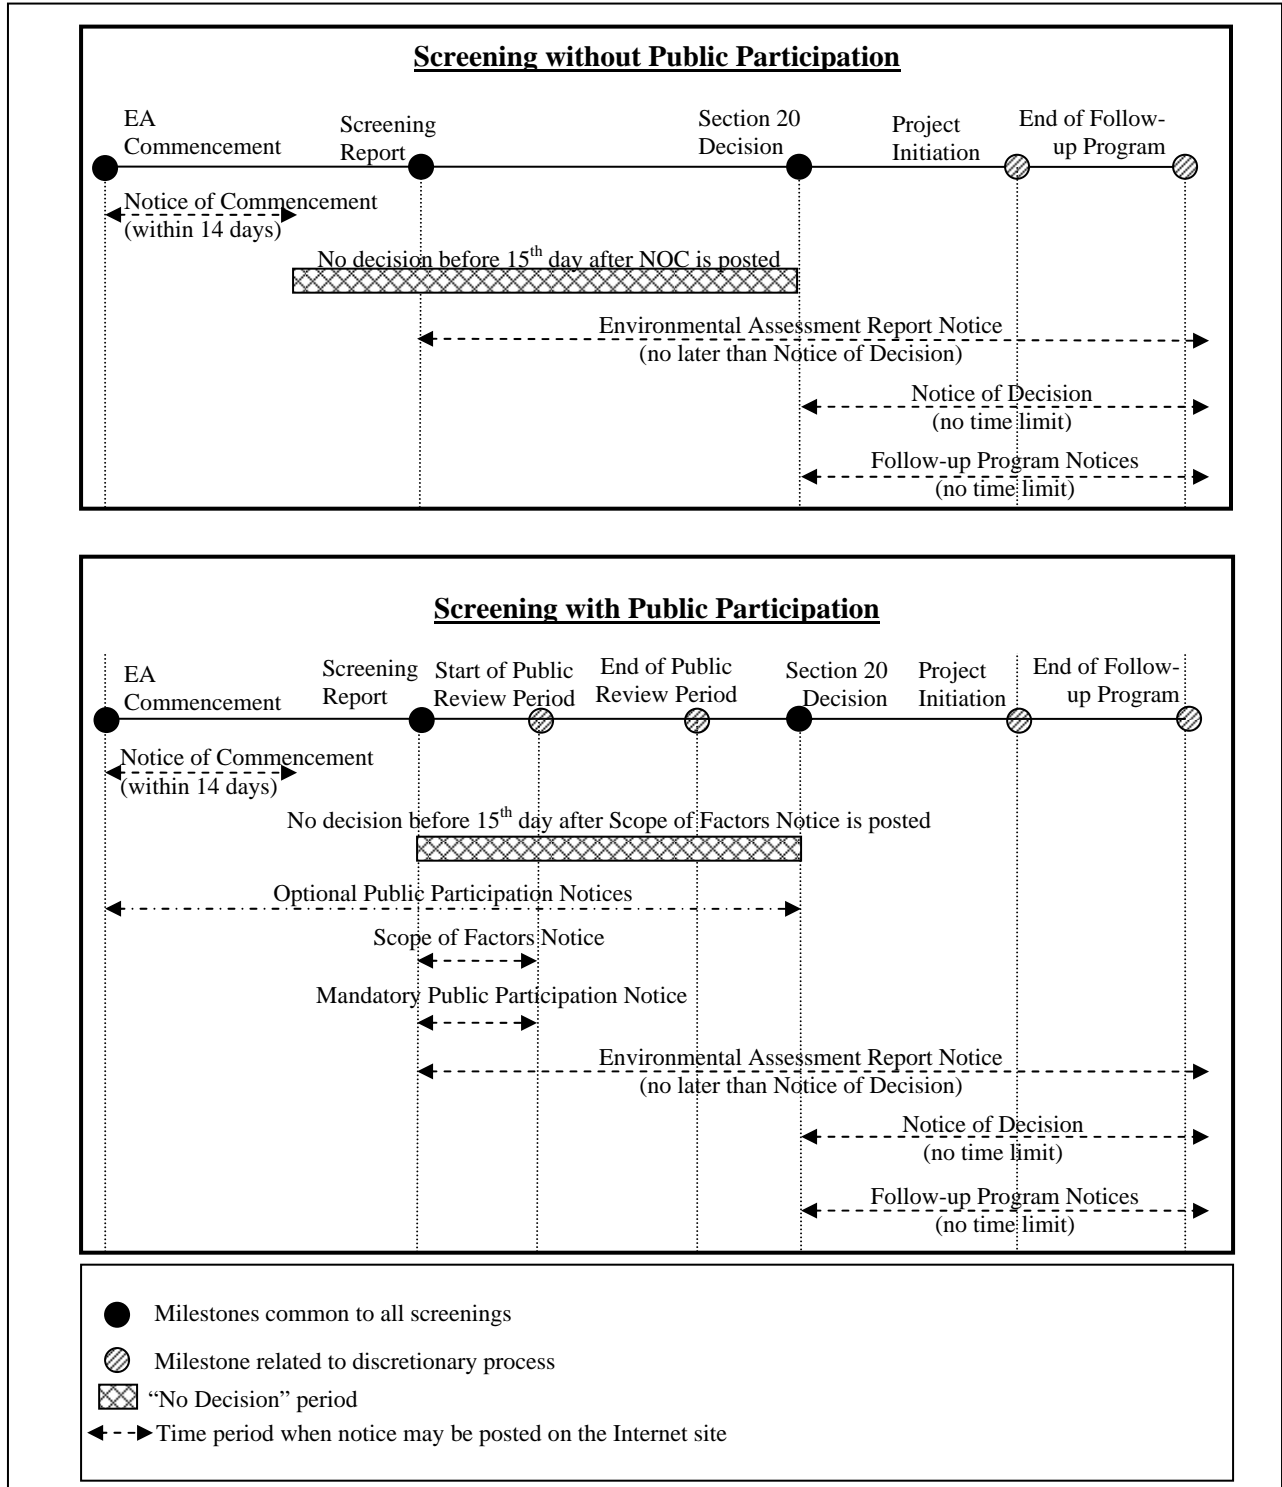 Screening without Public Participation
EA
Commencement
Screening
Report
Section 20
Decision
Project
Initiation
End of Follow-
up Program
Notice of Commencement
(within 14 days)
No decision before 15th day after NOC is posted
Environmental Assessment Report Notice
(no later than Notice of Decision)
Notice of Decision
(no time limit)
Follow-up Program Notices
(no time limit)
Screening with Public Participation
EA
Commencement
Screening
Report
Start of Public
Review Period
End of Public
Review Period
Section 20
Decision
Project
Initiation
End of Follow-
up Program
Notice of Commencement
(within 14 days)
No decision before 15th day after Scope of Factors Notice is posted
Optional Public Participation Notices
Scope of Factors Notice
Mandatory Public Participation Notice
Environmental Assessment Report Notice
(no later than Notice of Decision)
Notice of Decision
(no time limit)
Follow-up Program Notices
(no time limit)
Milestones common to all screenings
Milestone related to discretionary process
“No Decision” period
Time period when notice may be posted on the Internet site